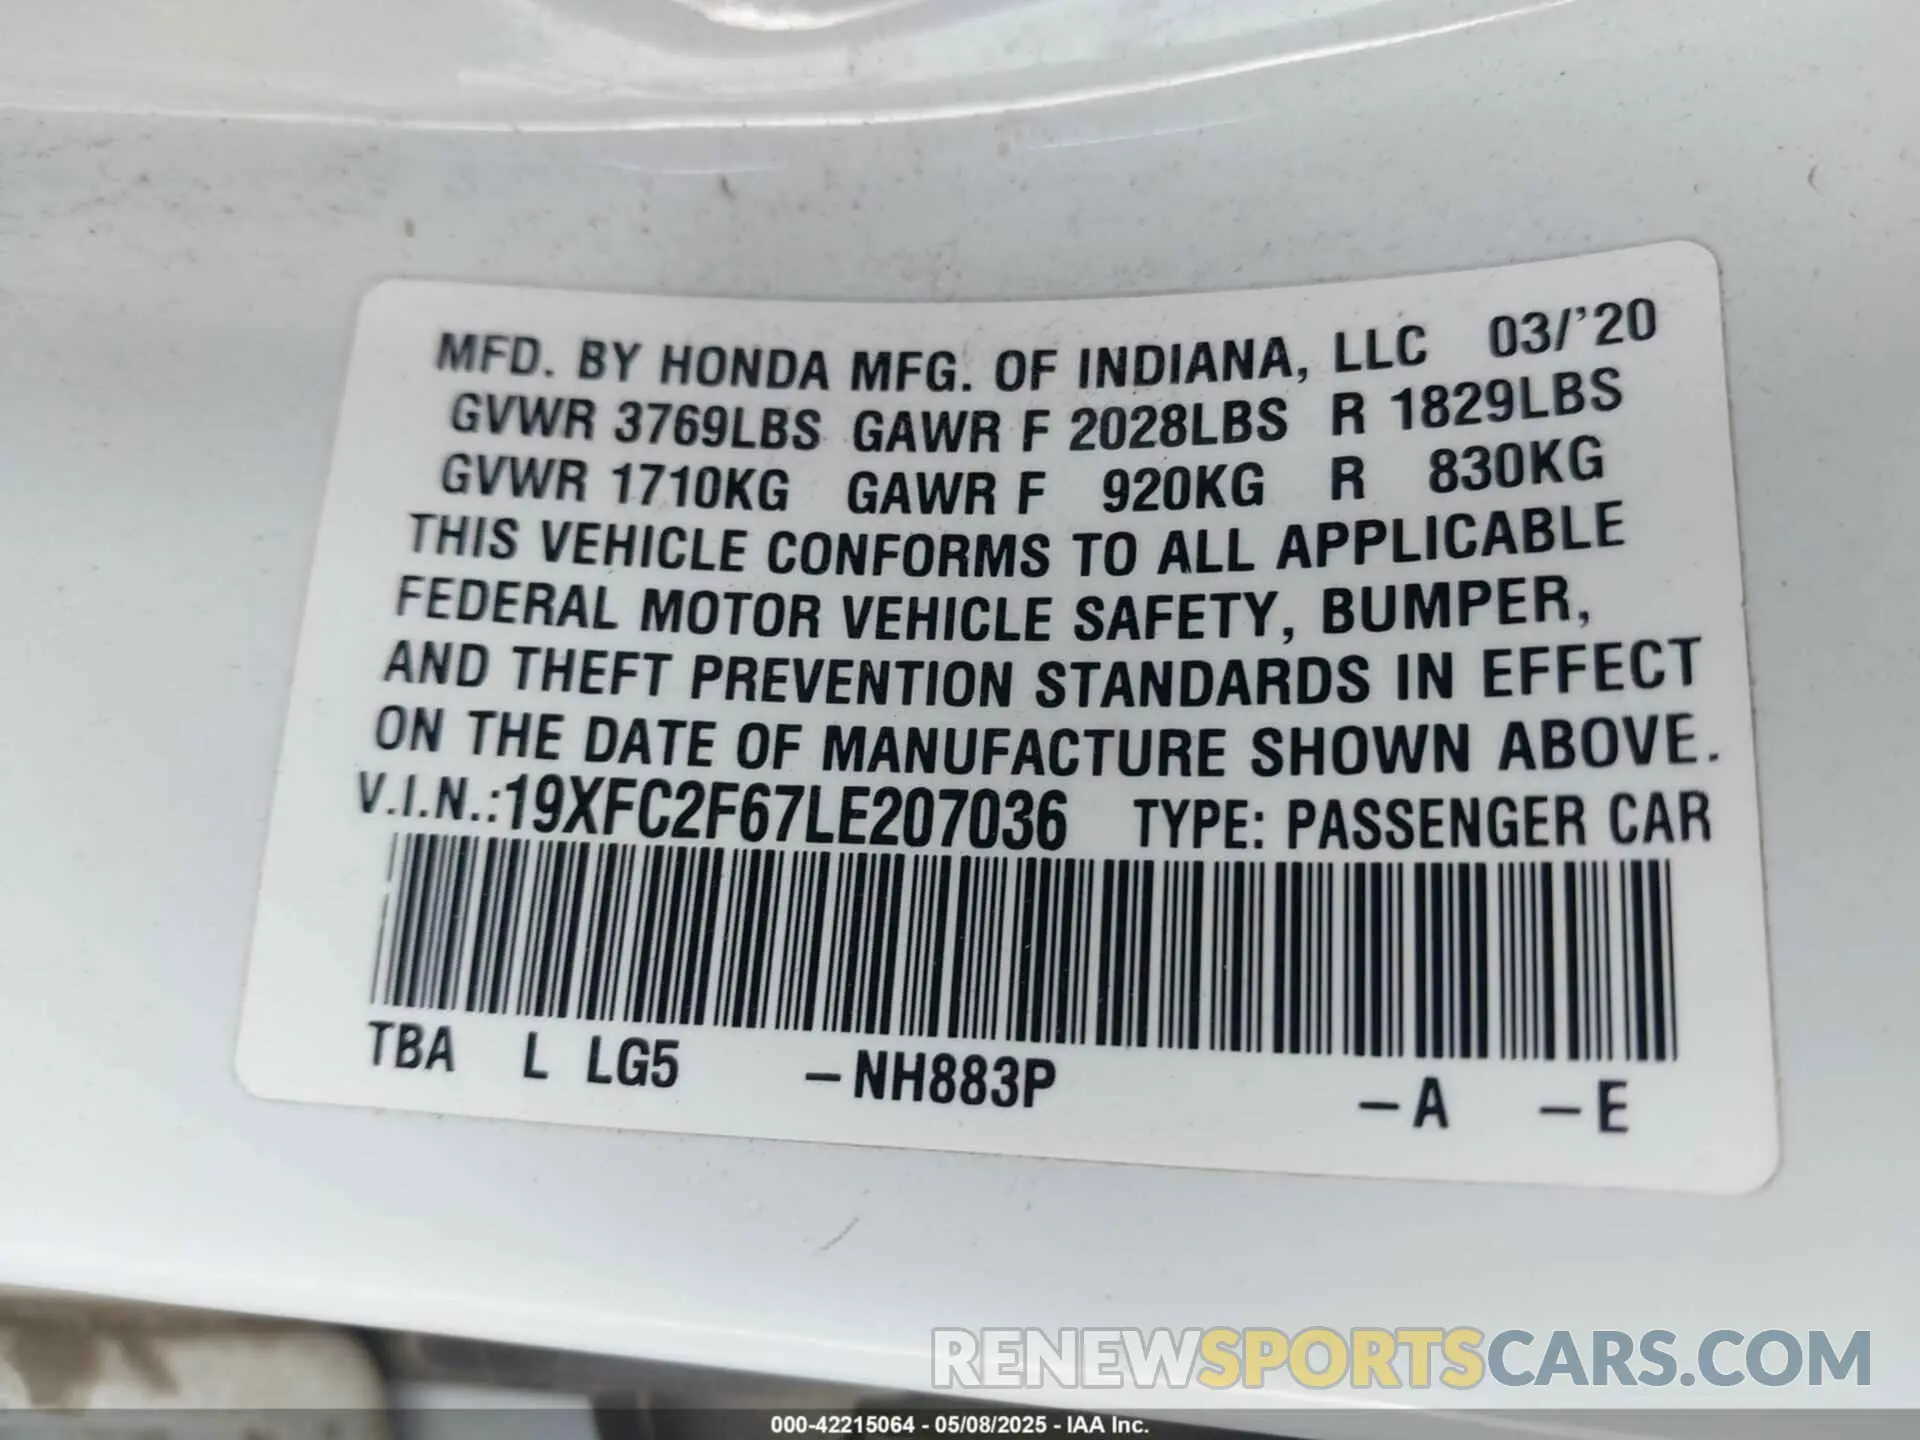 MFD. BY HONDA MFG. OF INDIANA, LLC 03/'20
GVWR 3769LBS GAWR F 2028LBS R 1829LBS
GVWR 1710KG GAWR F 920KG R 830KG
THIS VEHICLE CONFORMS TO ALL APPLICABLE
FEDERAL MOTOR VEHICLE SAFETY, BUMPER,
AND THEFT PREVENTION STANDARDS IN EFFECT
ON THE DATE OF MANUFACTURE SHOWN ABOVE.
V.I.N.:19XFC2F67LE207036 TYPE: PASSENGER CAR
TBA L LG5 –NH883P –A –E
RENEWSPORTSCARS.COM
000-42215064 - 05/08/2025 - IAA Inc.